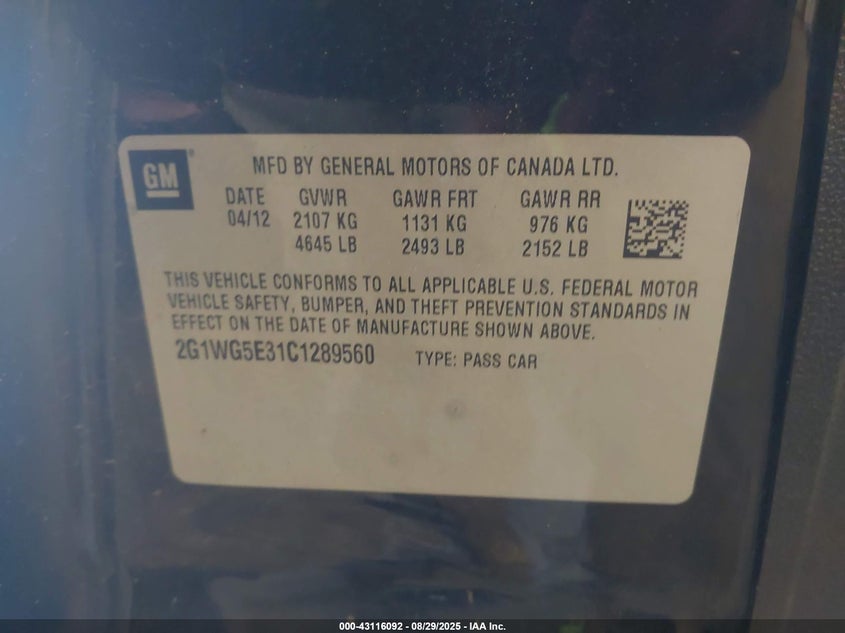 GM
MFD BY GENERAL MOTORS OF CANADA LTD.
DATE GVWR GAWR FRT GAWR RR
04/12 2107 KG 1131 KG 976 KG
4645 LB 2493 LB 2152 LB
THIS VEHICLE CONFORMS TO ALL APPLICABLE U.S. FEDERAL MOTOR
VEHICLE SAFETY, BUMPER, AND THEFT PREVENTION STANDARDS IN
EFFECT ON THE DATE OF MANUFACTURE SHOWN ABOVE.
2G1WG5E31C1289560 TYPE: PASS CAR
000-43116092 - 08/29/2025 - IAA Inc.